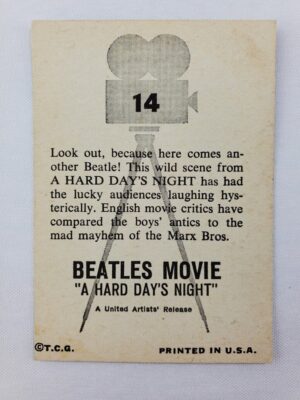 14
Look out, because here comes an-
other Beatle! This wild scene from
A HARD DAY'S NIGHT has had
the lucky audiences laughing hys-
terically. English movie critics have
compared the boys' antics to the
mad mayhem of the Marx Bros.
BEATLES MOVIE
"A HARD DAY'S NIGHT"
A United Artists' Release
©T.C.G. PRINTED IN U.S.A.